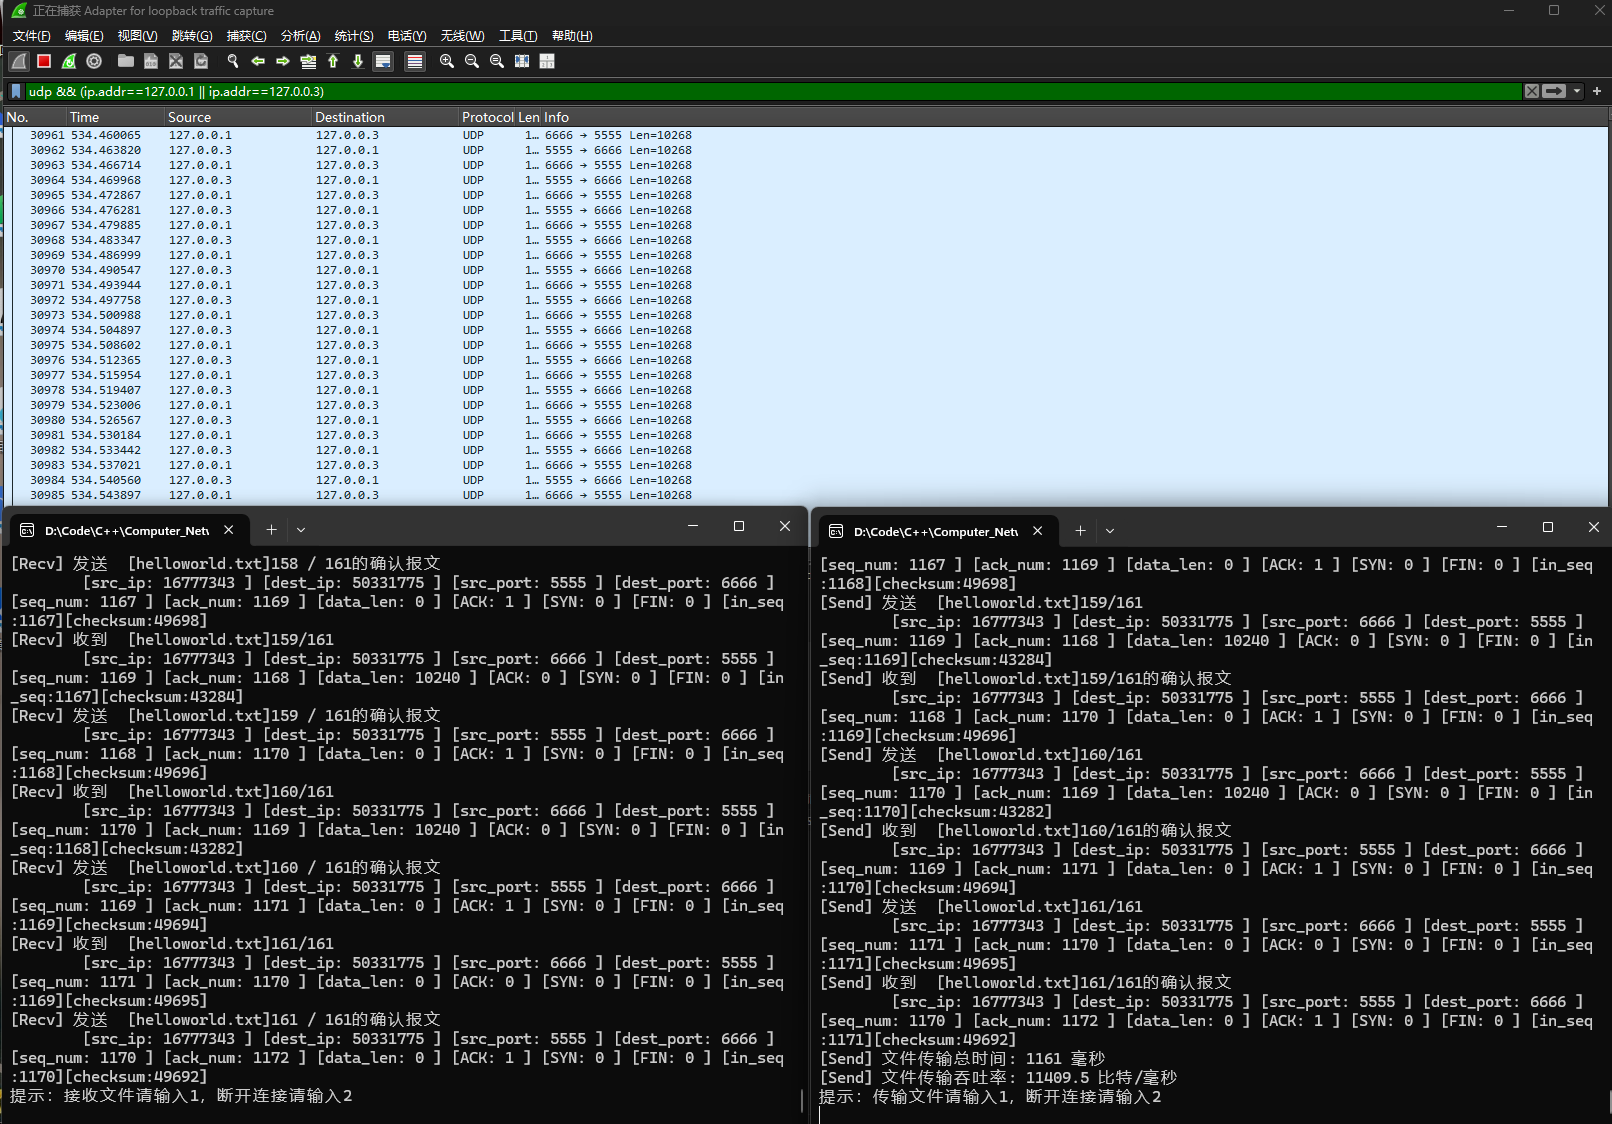 正在捕获 Adapter for loopback traffic capture
文件(F) 编辑(E) 视图(V) 跳转(G) 捕获(C) 分析(A) 统计(S) 电话(Y) 无线(W) 工具(T) 帮助(H)
udp && (ip.addr==127.0.0.1 || ip.addr==127.0.0.3)
No. Time Source Destination Protocol Len Info
30961 534.460065 127.0.0.1 127.0.0.3 UDP 1… 6666 → 5555 Len=10268
30962 534.463820 127.0.0.3 127.0.0.1 UDP 1… 5555 → 6666 Len=10268
30963 534.466714 127.0.0.1 127.0.0.3 UDP 1… 6666 → 5555 Len=10268
30964 534.469968 127.0.0.3 127.0.0.1 UDP 1… 5555 → 6666 Len=10268
30965 534.472867 127.0.0.1 127.0.0.3 UDP 1… 6666 → 5555 Len=10268
30966 534.476281 127.0.0.3 127.0.0.1 UDP 1… 5555 → 6666 Len=10268
30967 534.479885 127.0.0.1 127.0.0.3 UDP 1… 6666 → 5555 Len=10268
30968 534.483347 127.0.0.3 127.0.0.1 UDP 1… 5555 → 6666 Len=10268
30969 534.486999 127.0.0.1 127.0.0.3 UDP 1… 6666 → 5555 Len=10268
30970 534.490547 127.0.0.3 127.0.0.1 UDP 1… 5555 → 6666 Len=10268
30971 534.493944 127.0.0.1 127.0.0.3 UDP 1… 6666 → 5555 Len=10268
30972 534.497758 127.0.0.3 127.0.0.1 UDP 1… 5555 → 6666 Len=10268
30973 534.500988 127.0.0.1 127.0.0.3 UDP 1… 6666 → 5555 Len=10268
30974 534.504897 127.0.0.3 127.0.0.1 UDP 1… 5555 → 6666 Len=10268
30975 534.508602 127.0.0.1 127.0.0.3 UDP 1… 6666 → 5555 Len=10268
30976 534.512365 127.0.0.3 127.0.0.1 UDP 1… 5555 → 6666 Len=10268
30977 534.515954 127.0.0.1 127.0.0.3 UDP 1… 6666 → 5555 Len=10268
30978 534.519407 127.0.0.3 127.0.0.1 UDP 1… 5555 → 6666 Len=10268
30979 534.523006 127.0.0.1 127.0.0.3 UDP 1… 6666 → 5555 Len=10268
30980 534.526567 127.0.0.3 127.0.0.1 UDP 1… 5555 → 6666 Len=10268
30981 534.530184 127.0.0.1 127.0.0.3 UDP 1… 6666 → 5555 Len=10268
30982 534.533442 127.0.0.3 127.0.0.1 UDP 1… 5555 → 6666 Len=10268
30983 534.537021 127.0.0.1 127.0.0.3 UDP 1… 6666 → 5555 Len=10268
30984 534.540560 127.0.0.3 127.0.0.1 UDP 1… 5555 → 6666 Len=10268
30985 534.543897 127.0.0.1 127.0.0.3 UDP 1… 6666 → 5555 Len=10268
D:\Code\C++\Computer_Net\
[Recv] 发送 [helloworld.txt]158 / 161的确认报文
[src_ip: 16777343 ] [dest_ip: 50331775 ] [src_port: 5555 ] [dest_port: 6666 ]
[seq_num: 1167 ] [ack_num: 1169 ] [data_len: 0 ] [ACK: 1 ] [SYN: 0 ] [FIN: 0 ] [in_seq
:1167][checksum:49698]
[Recv] 收到 [helloworld.txt]159/161
[src_ip: 16777343 ] [dest_ip: 50331775 ] [src_port: 6666 ] [dest_port: 5555 ]
[seq_num: 1169 ] [ack_num: 1168 ] [data_len: 10240 ] [ACK: 0 ] [SYN: 0 ] [FIN: 0 ] [in
_seq:1167][checksum:43284]
[Recv] 发送 [helloworld.txt]159 / 161的确认报文
[src_ip: 16777343 ] [dest_ip: 50331775 ] [src_port: 5555 ] [dest_port: 6666 ]
[seq_num: 1168 ] [ack_num: 1170 ] [data_len: 0 ] [ACK: 1 ] [SYN: 0 ] [FIN: 0 ] [in_seq
:1168][checksum:49696]
[Recv] 收到 [helloworld.txt]160/161
[src_ip: 16777343 ] [dest_ip: 50331775 ] [src_port: 6666 ] [dest_port: 5555 ]
[seq_num: 1170 ] [ack_num: 1169 ] [data_len: 10240 ] [ACK: 0 ] [SYN: 0 ] [FIN: 0 ] [in
_seq:1168][checksum:43282]
[Recv] 发送 [helloworld.txt]160 / 161的确认报文
[src_ip: 16777343 ] [dest_ip: 50331775 ] [src_port: 5555 ] [dest_port: 6666 ]
[seq_num: 1169 ] [ack_num: 1171 ] [data_len: 0 ] [ACK: 1 ] [SYN: 0 ] [FIN: 0 ] [in_seq
:1169][checksum:49694]
[Recv] 收到 [helloworld.txt]161/161
[src_ip: 16777343 ] [dest_ip: 50331775 ] [src_port: 6666 ] [dest_port: 5555 ]
[seq_num: 1171 ] [ack_num: 1170 ] [data_len: 0 ] [ACK: 0 ] [SYN: 0 ] [FIN: 0 ] [in_seq
:1169][checksum:49695]
[Recv] 发送 [helloworld.txt]161 / 161的确认报文
[src_ip: 16777343 ] [dest_ip: 50331775 ] [src_port: 5555 ] [dest_port: 6666 ]
[seq_num: 1170 ] [ack_num: 1172 ] [data_len: 0 ] [ACK: 1 ] [SYN: 0 ] [FIN: 0 ] [in_seq
:1170][checksum:49692]
提示: 接收文件请输入1, 断开连接请输入2
D:\Code\C++\Computer_Net\
[seq_num: 1167 ] [ack_num: 1169 ] [data_len: 0 ] [ACK: 1 ] [SYN: 0 ] [FIN: 0 ] [in_seq
:1168][checksum:49698]
[Send] 发送 [helloworld.txt]159/161
[src_ip: 16777343 ] [dest_ip: 50331775 ] [src_port: 6666 ] [dest_port: 5555 ]
[seq_num: 1169 ] [ack_num: 1168 ] [data_len: 10240 ] [ACK: 0 ] [SYN: 0 ] [FIN: 0 ] [in
_seq:1169][checksum:43284]
[Send] 收到 [helloworld.txt]159/161的确认报文
[src_ip: 16777343 ] [dest_ip: 50331775 ] [src_port: 5555 ] [dest_port: 6666 ]
[seq_num: 1168 ] [ack_num: 1170 ] [data_len: 0 ] [ACK: 1 ] [SYN: 0 ] [FIN: 0 ] [in_seq
:1169][checksum:49696]
[Send] 发送 [helloworld.txt]160/161
[src_ip: 16777343 ] [dest_ip: 50331775 ] [src_port: 6666 ] [dest_port: 5555 ]
[seq_num: 1170 ] [ack_num: 1169 ] [data_len: 10240 ] [ACK: 0 ] [SYN: 0 ] [FIN: 0 ] [in
_seq:1170][checksum:43282]
[Send] 收到 [helloworld.txt]160/161的确认报文
[src_ip: 16777343 ] [dest_ip: 50331775 ] [src_port: 5555 ] [dest_port: 6666 ]
[seq_num: 1169 ] [ack_num: 1171 ] [data_len: 0 ] [ACK: 1 ] [SYN: 0 ] [FIN: 0 ] [in_seq
:1170][checksum:49694]
[Send] 发送 [helloworld.txt]161/161
[src_ip: 16777343 ] [dest_ip: 50331775 ] [src_port: 6666 ] [dest_port: 5555 ]
[seq_num: 1171 ] [ack_num: 1170 ] [data_len: 0 ] [ACK: 0 ] [SYN: 0 ] [FIN: 0 ] [in_seq
:1171][checksum:49695]
[Send] 收到 [helloworld.txt]161/161的确认报文
[src_ip: 16777343 ] [dest_ip: 50331775 ] [src_port: 5555 ] [dest_port: 6666 ]
[seq_num: 1170 ] [ack_num: 1172 ] [data_len: 0 ] [ACK: 1 ] [SYN: 0 ] [FIN: 0 ] [in_seq
:1171][checksum:49692]
[Send] 文件传输总时间: 1161 毫秒
[Send] 文件传输吞吐率: 11409.5 比特/毫秒
提示: 传输文件请输入1, 断开连接请输入2